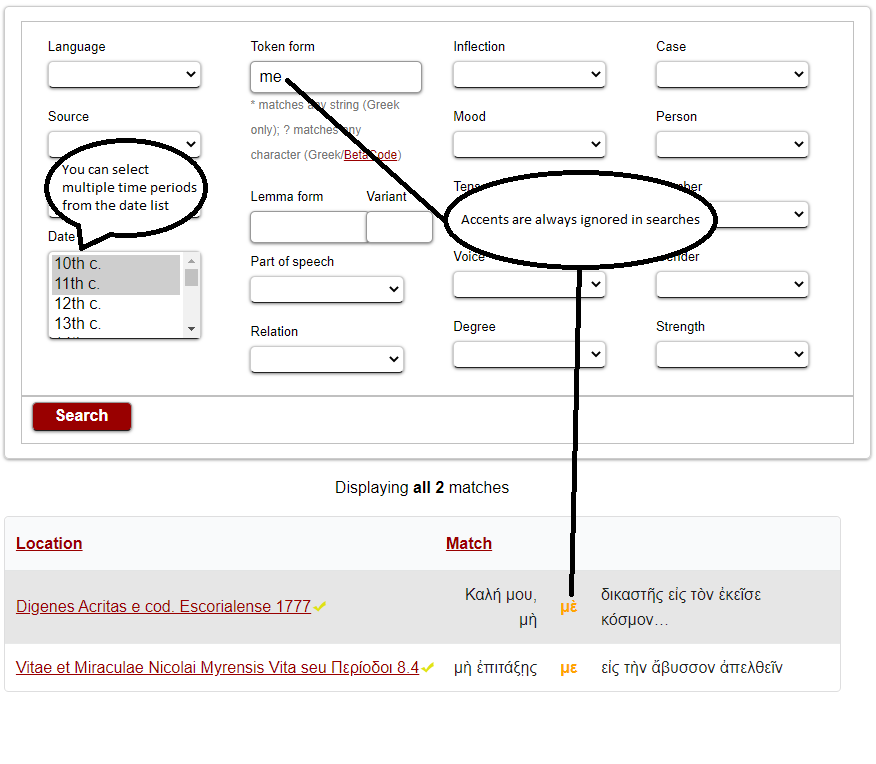 Language
Token form
Inflection
Case
me
* matches any string (Greek
only); ? matches any
character (Greek/BetaCode)
Source
Mood
Person
You can select
multiple time periods
from the date list
Lemma form
Variant
Accents are always ignored in searches
Date
10th c.
11th c.
12th c.
13th c.
Part of speech
Voice
Relation
Degree
Strength
Search
Displaying all 2 matches
Location
Match
Digenes Acritas e cod. Escorialense 1777
Καλή μου,
μὴ
μὲ
δικαστῆς εἰς τὸν ἐκεῖσε
κόσμον…
Vitae et Miraculae Nicolai Myrensis Vita seu Περίοδοι 8.4
μὴ ἐπιτάξῃς
με
εἰς τὴν ἄβυσσον ἀπελθεῖν